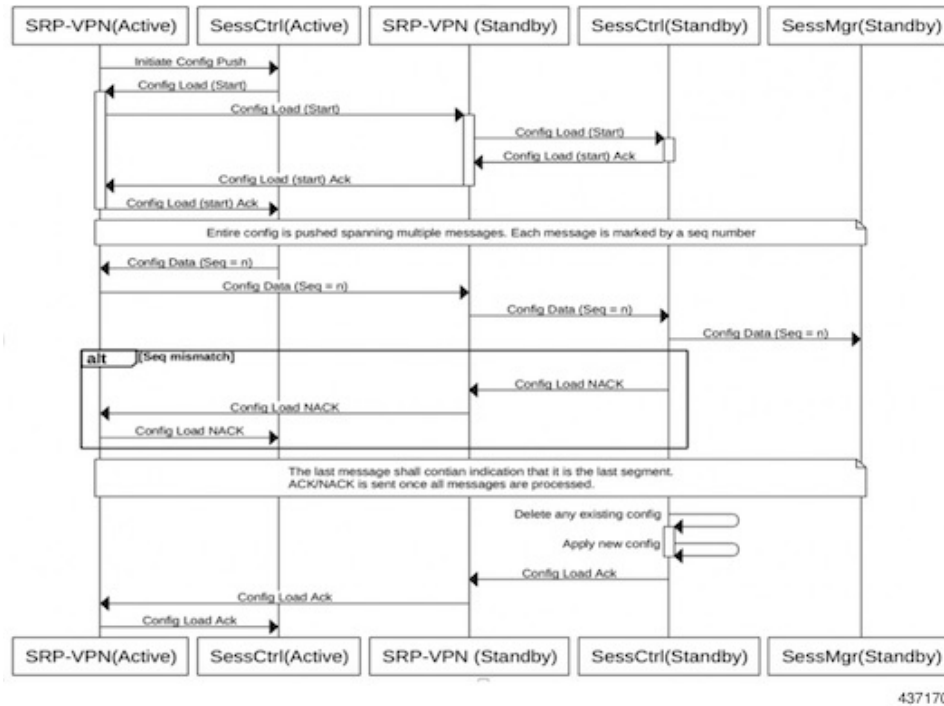 SRP-VPN(Active) SessCtrl(Active) SRP-VPN (Standby) SessCtrl(Standby) SessMgr(Standby)
Initiate Config Push
Config Load (Start)
Config Load (Start)
Config Load (Start)
Config Load (start) Ack
Config Load (start) Ack
Config Load (start) Ack
Entire config is pushed spanning multiple messages. Each message is marked by a seq number
Config Data (Seq = n)
Config Data (Seq = n)
Config Data (Seq = n)
Config Data (Seq = n)
alt [Seq mismatch]
Config Load NACK
Config Load NACK
Config Load NACK
The last message shall contian indication that it is the last segment.
ACK/NACK is sent once all messages are processed.
Delete any existing config
Apply new config
Config Load Ack
Config Load Ack
Config Load Ack
SRP-VPN(Active) SessCtrl(Active) SRP-VPN (Standby) SessCtrl(Standby) SessMgr(Standby)
437170